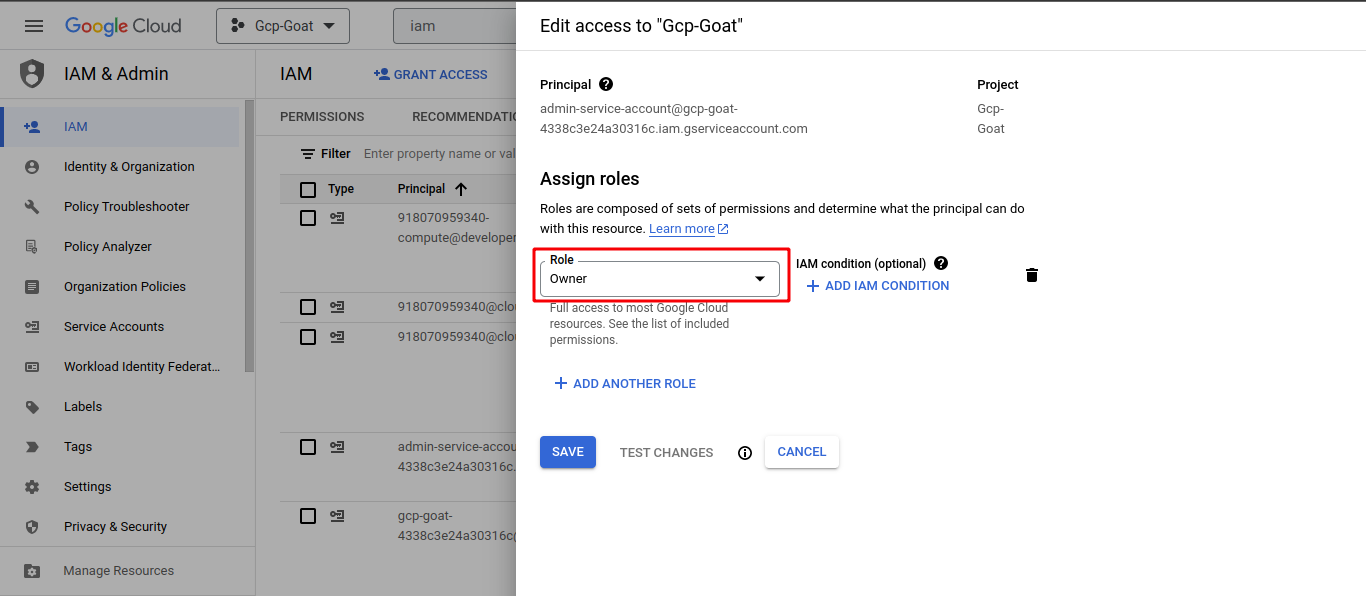 Google Cloud
Gcp-Goat
iam
IAM & Admin
IAM
Identity & Organization
Policy Troubleshooter
Policy Analyzer
Organization Policies
Service Accounts
Workload Identity Federat...
Labels
Tags
Settings
Privacy & Security
Manage Resources
IAM
GRANT ACCESS
PERMISSIONS
RECOMMENDATIO
Filter
Enter property name or val
Type
Principal
918070959340-
compute@developer
918070959340@clo
918070959340@clo
admin-service-accou
4338c3e24a30316c.
gcp-goat-
4338c3e24a30316c@
Edit access to "Gcp-Goat"
Principal
admin-service-account@gcp-goat-
4338c3e24a30316c.iam.gserviceaccount.com
Project
Gcp-
Goat
Assign roles
Roles are composed of sets of permissions and determine what the principal can do
with this resource. Learn more
Role
Owner
IAM condition (optional)
ADD IAM CONDITION
Full access to most Google Cloud
resources. See the list of included
permissions.
ADD ANOTHER ROLE
SAVE
TEST CHANGES
CANCEL